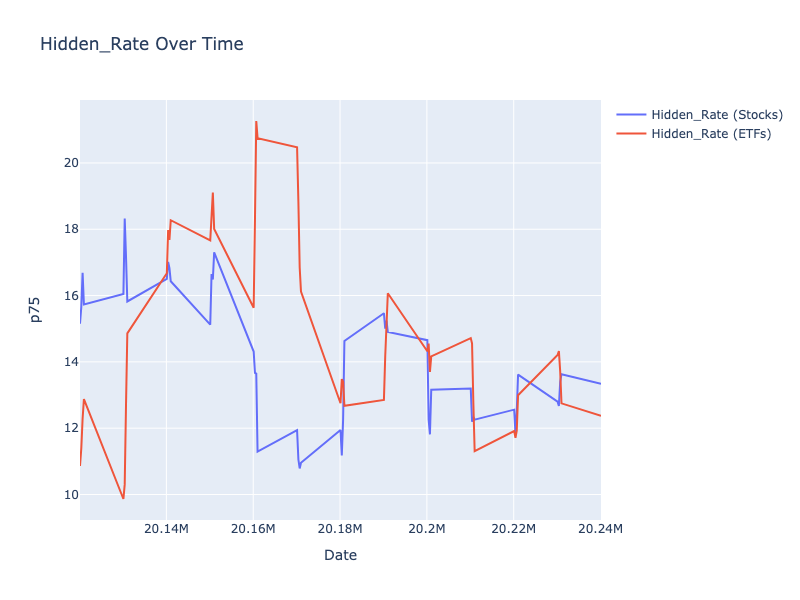 Hidden_Rate Over Time
Hidden_Rate (Stocks)
Hidden_Rate (ETFs)
p75
20
18
16
14
12
10
20.14M
20.16M
20.18M
20.2M
20.22M
20.24M
Date